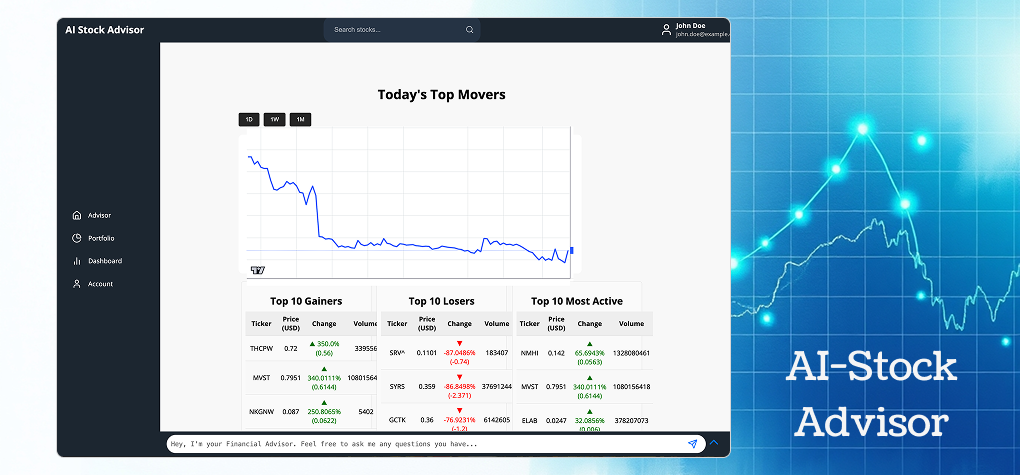 AI Stock Advisor
Search stocks...
John Doe
john.doe@example.
Today's Top Movers
1D 1W 1M
Advisor
Portfolio
Dashboard
Account
Top 10 Gainers
Ticker Price (USD) Change Volume
THCPW 0.72 ▲ 350.0% (0.56) 339556
MVST 0.7951 ▲ 340.0111% (0.6144) 10801564
NKGNW 0.087 ▲ 250.8065% (0.0622) 5402
Top 10 Losers
Ticker Price (USD) Change Volume
SRV^ 0.1101 ▼ -87.0486% (-0.74) 183407
SYRS 0.359 ▼ -86.8498% (-2.371) 37691244
GCTK 0.36 ▼ -76.9231% (-1.2) 6142605
Top 10 Most Active
Ticker Price (USD) Change Volume
NMHI 0.142 ▲ 65.6943% (0.0563) 1328080461
MVST 0.7951 ▲ 340.0111% (0.6144) 1080156418
ELAB 0.0247 ▲ 32.0856% (0.006) 378207073
Hey, I'm your Financial Advisor. Feel free to ask me any questions you have...
AI-Stock
Advisor